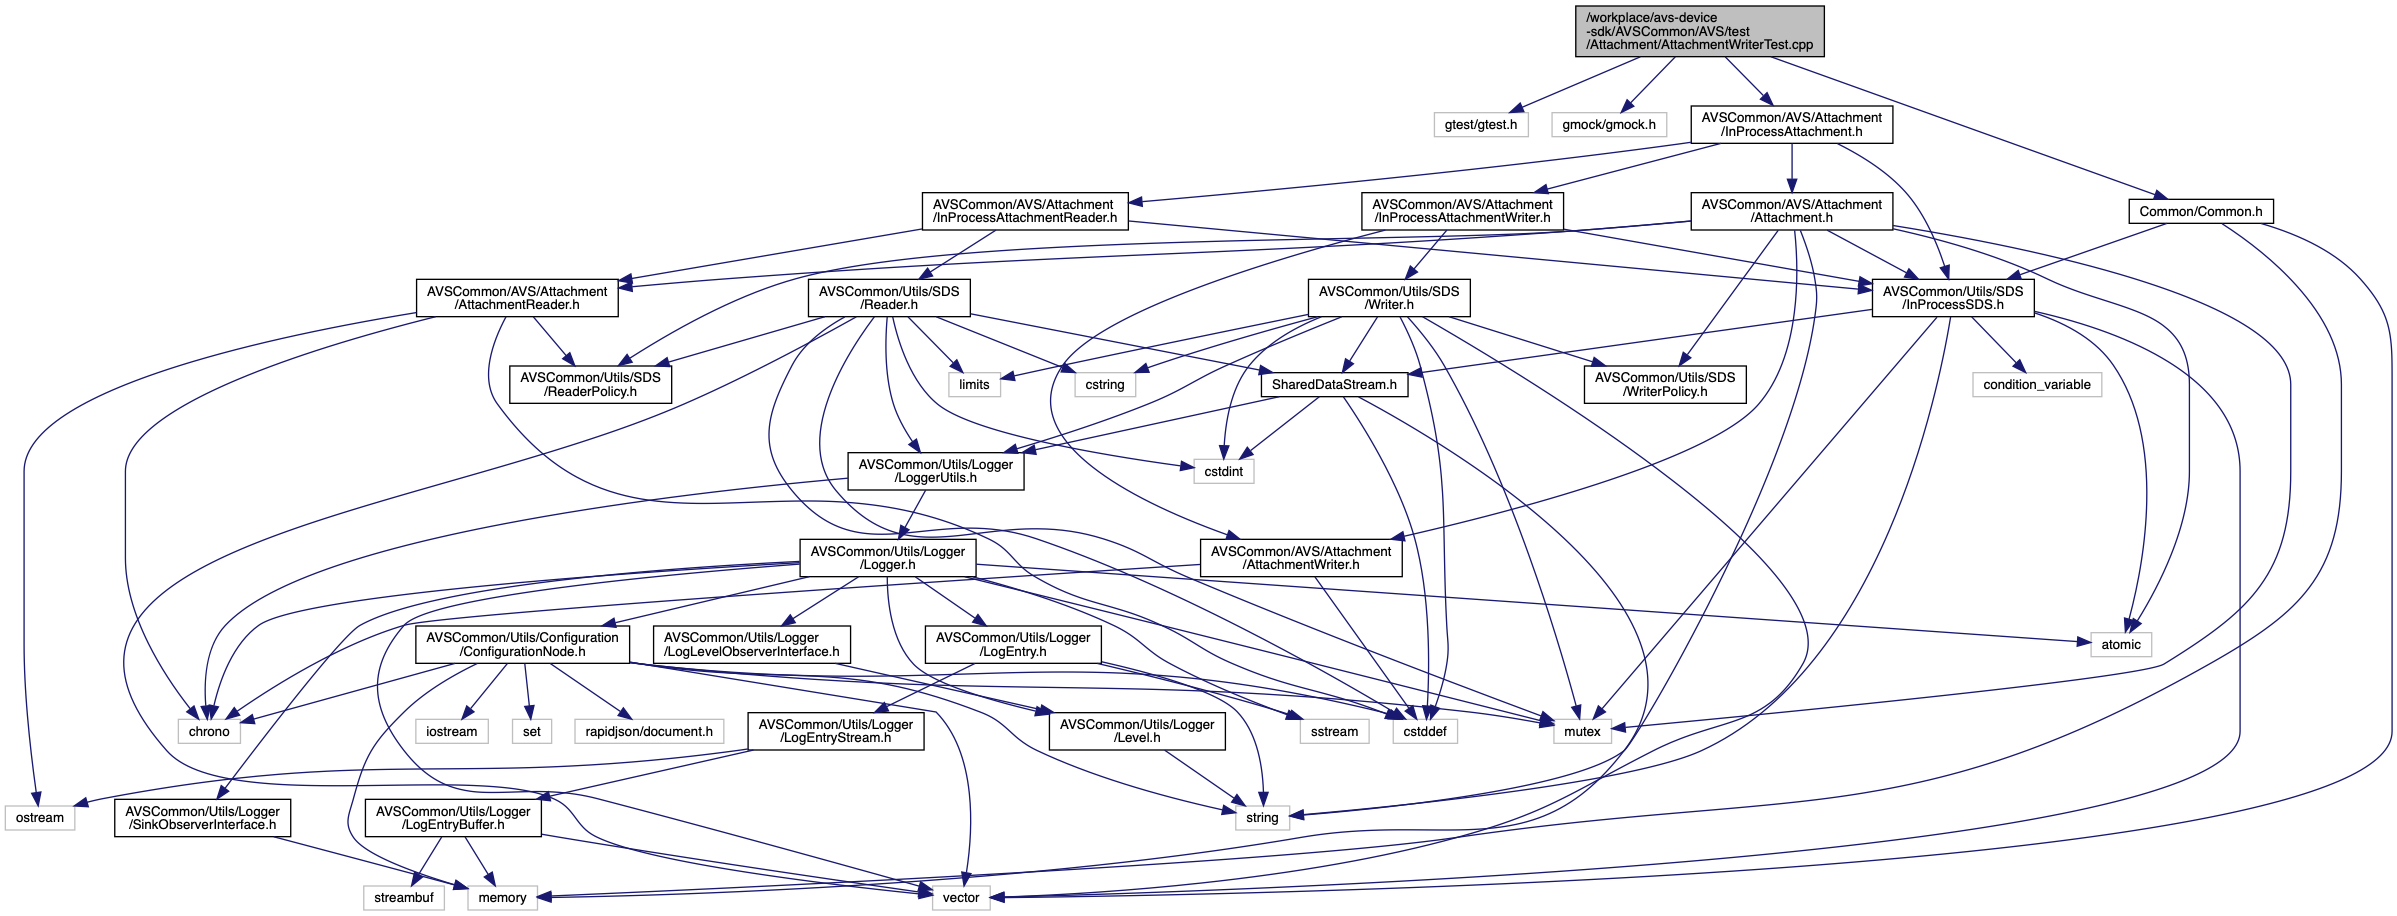 /workplace/avs-device
-sdk/AVSCommon/AVS/test
/Attachment/AttachmentWriterTest.cpp
gtest/gtest.h
gmock/gmock.h
AVSCommon/AVS/Attachment
/InProcessAttachment.h
AVSCommon/AVS/Attachment
/InProcessAttachmentReader.h
AVSCommon/AVS/Attachment
/InProcessAttachmentWriter.h
AVSCommon/AVS/Attachment
/Attachment.h
Common/Common.h
AVSCommon/AVS/Attachment
/AttachmentReader.h
AVSCommon/Utils/SDS
/Reader.h
AVSCommon/Utils/SDS
/Writer.h
AVSCommon/Utils/SDS
/InProcessSDS.h
AVSCommon/Utils/SDS
/ReaderPolicy.h
limits
cstring
SharedDataStream.h
AVSCommon/Utils/SDS
/WriterPolicy.h
condition_variable
AVSCommon/Utils/Logger
/LoggerUtils.h
cstdint
AVSCommon/Utils/Logger
/Logger.h
AVSCommon/AVS/Attachment
/AttachmentWriter.h
AVSCommon/Utils/Configuration
/ConfigurationNode.h
AVSCommon/Utils/Logger
/LogLevelObserverInterface.h
AVSCommon/Utils/Logger
/LogEntry.h
atomic
chrono
iostream
set
rapidjson/document.h
AVSCommon/Utils/Logger
/LogEntryStream.h
AVSCommon/Utils/Logger
/Level.h
sstream
cstddef
mutex
ostream
AVSCommon/Utils/Logger
/SinkObserverInterface.h
AVSCommon/Utils/Logger
/LogEntryBuffer.h
string
streambuf
memory
vector